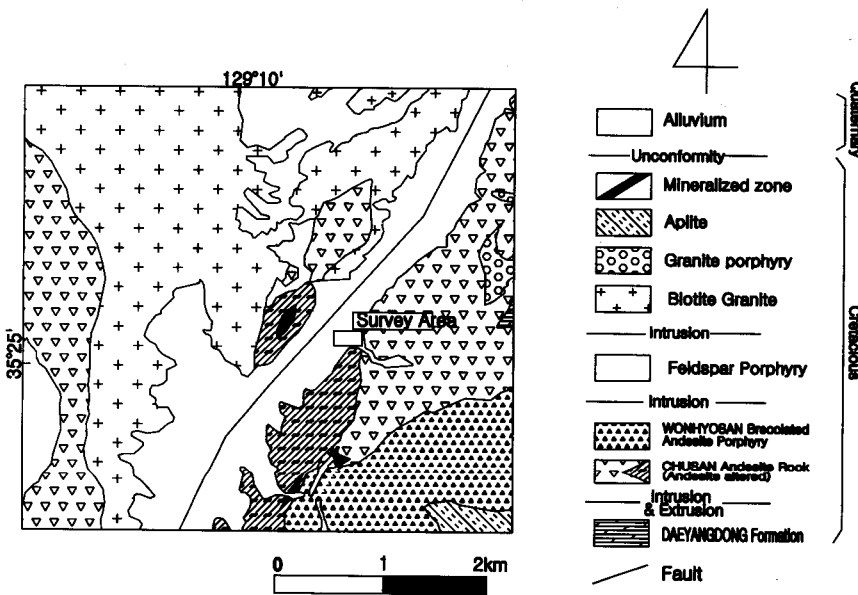 129°10'
35°25'
Survey Area
0 1 2km
Alluvium
Unconformity
Mineralized zone
Aplite
Granite porphyry
Biotite Granite
Intrusion
Feldspar Porphyry
Intrusion
WONHYOSAN Brecciated
Andesite Porphyry
CHUSAN Andesite Rock
(Andesite altered)
Intrusion
& Extrusion
DAEYANGDONG Formation
Fault
Quaternary
Cretacious